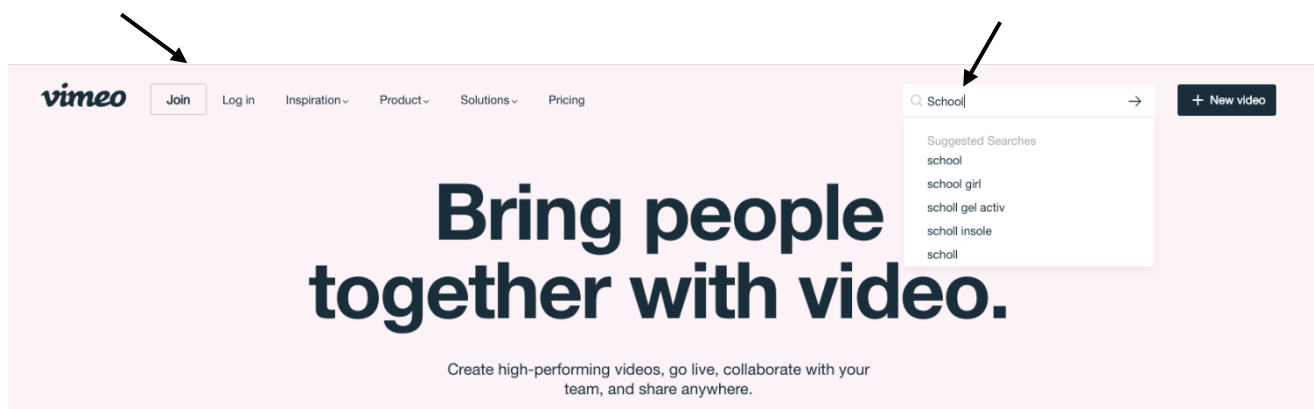 vimeo Join Log in Inspiration Product Solutions Pricing School + New video
Suggested Searches
school
school girl
scholl gel activ
scholl insole
scholl
Bring people
together with video.
Create high-performing videos, go live, collaborate with your
team, and share anywhere.